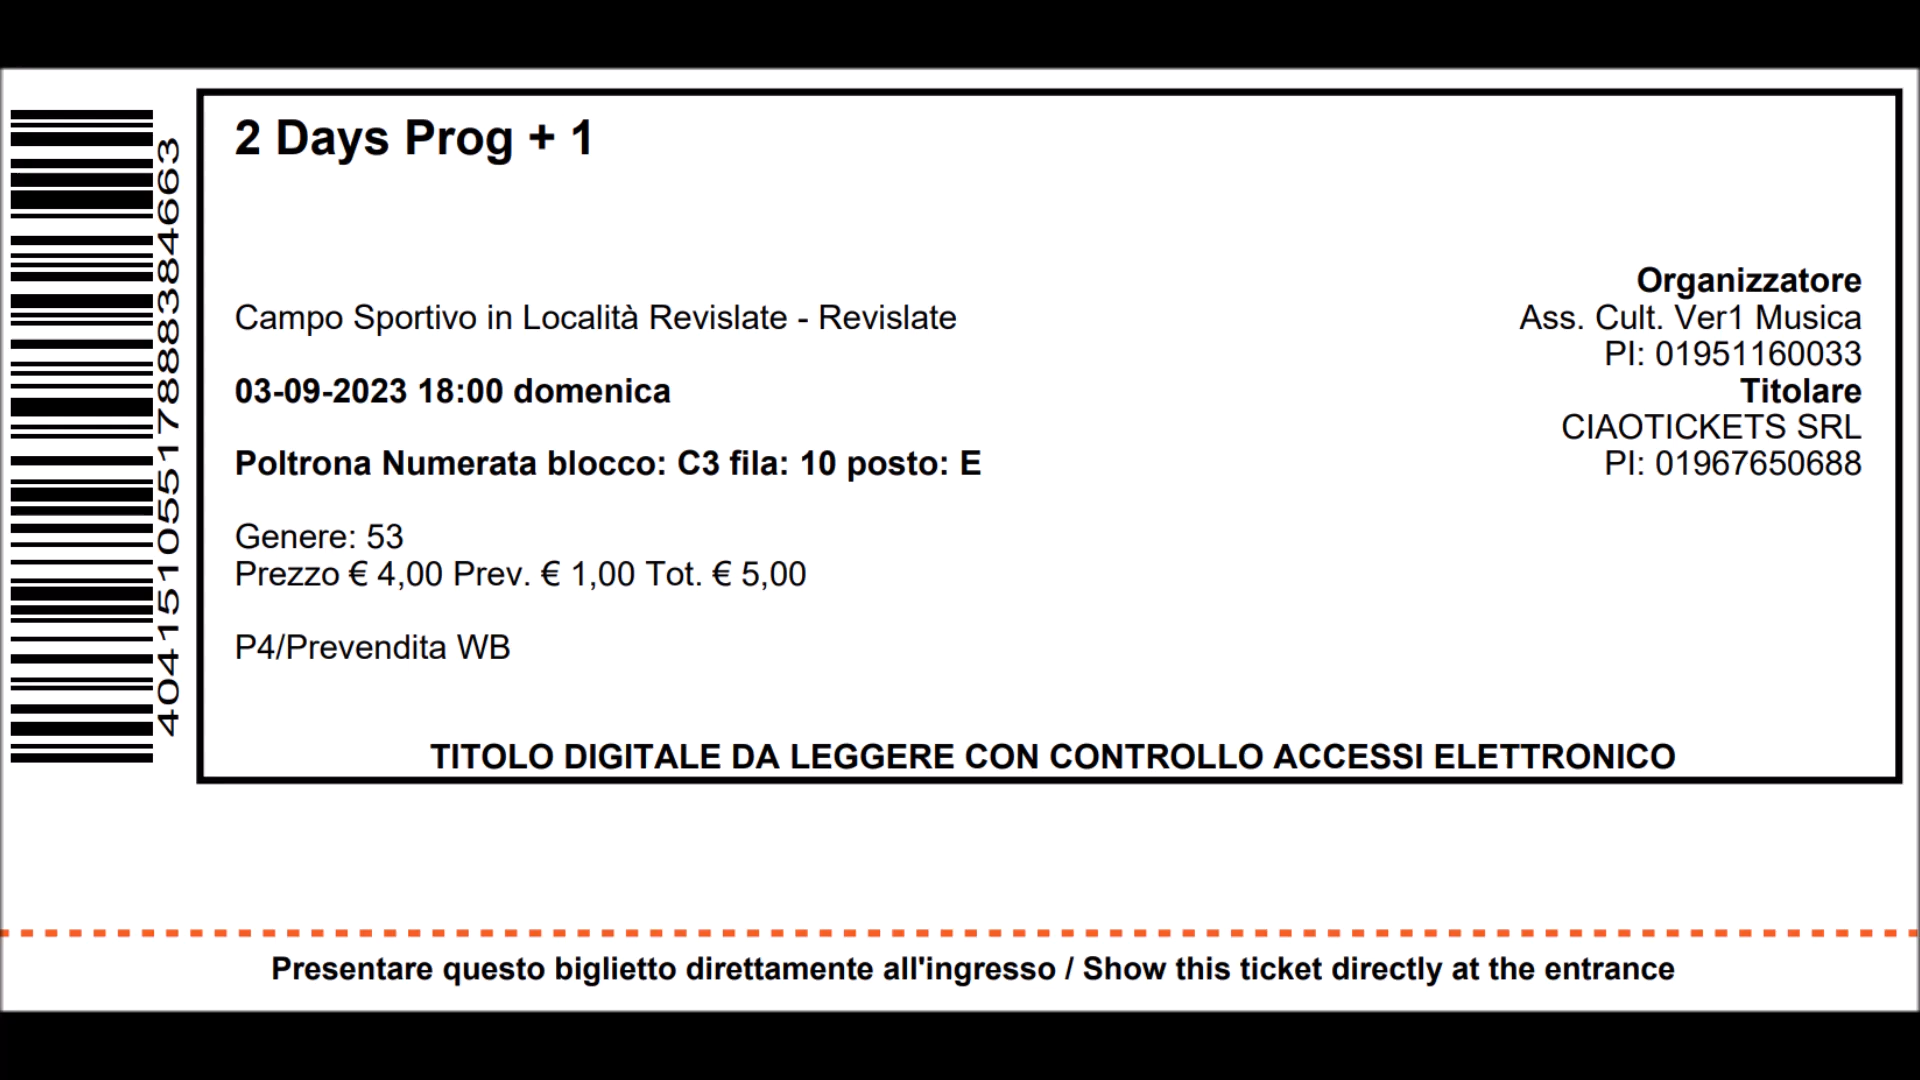 4041510551788838384663
2 Days Prog + 1
Campo Sportivo in Località Revislate - Revislate
03-09-2023 18:00 domenica
Poltrona Numerata blocco: C3 fila: 10 posto: E
Genere: 53
Prezzo € 4,00 Prev. € 1,00 Tot. € 5,00
P4/Prevendita WB
Organizzatore
Ass. Cult. Ver1 Musica
PI: 01951160033
Titolare
CIAOTICKETS SRL
PI: 01967650688
TITOLO DIGITALE DA LEGGERE CON CONTROLLO ACCESSI ELETTRONICO
Presentare questo biglietto direttamente all'ingresso / Show this ticket directly at the entrance